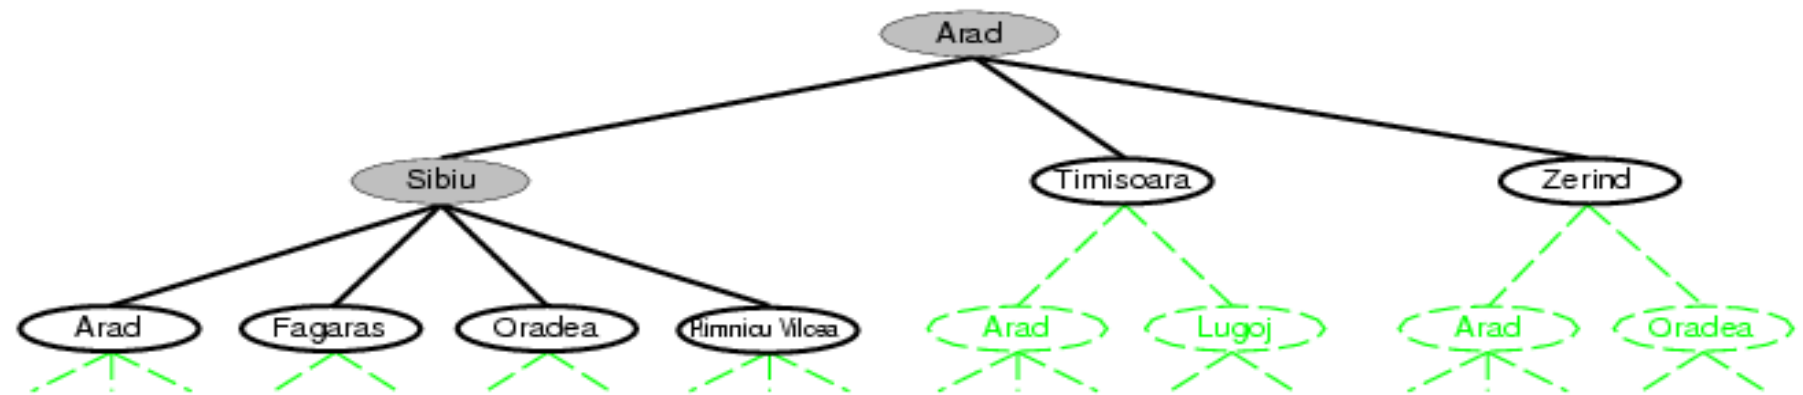 Arad
Sibiu
Timisoara
Zerind
Arad
Fagaras
Oradea
Rimnicu Vilcea
Arad
Lugoj
Arad
Oradea